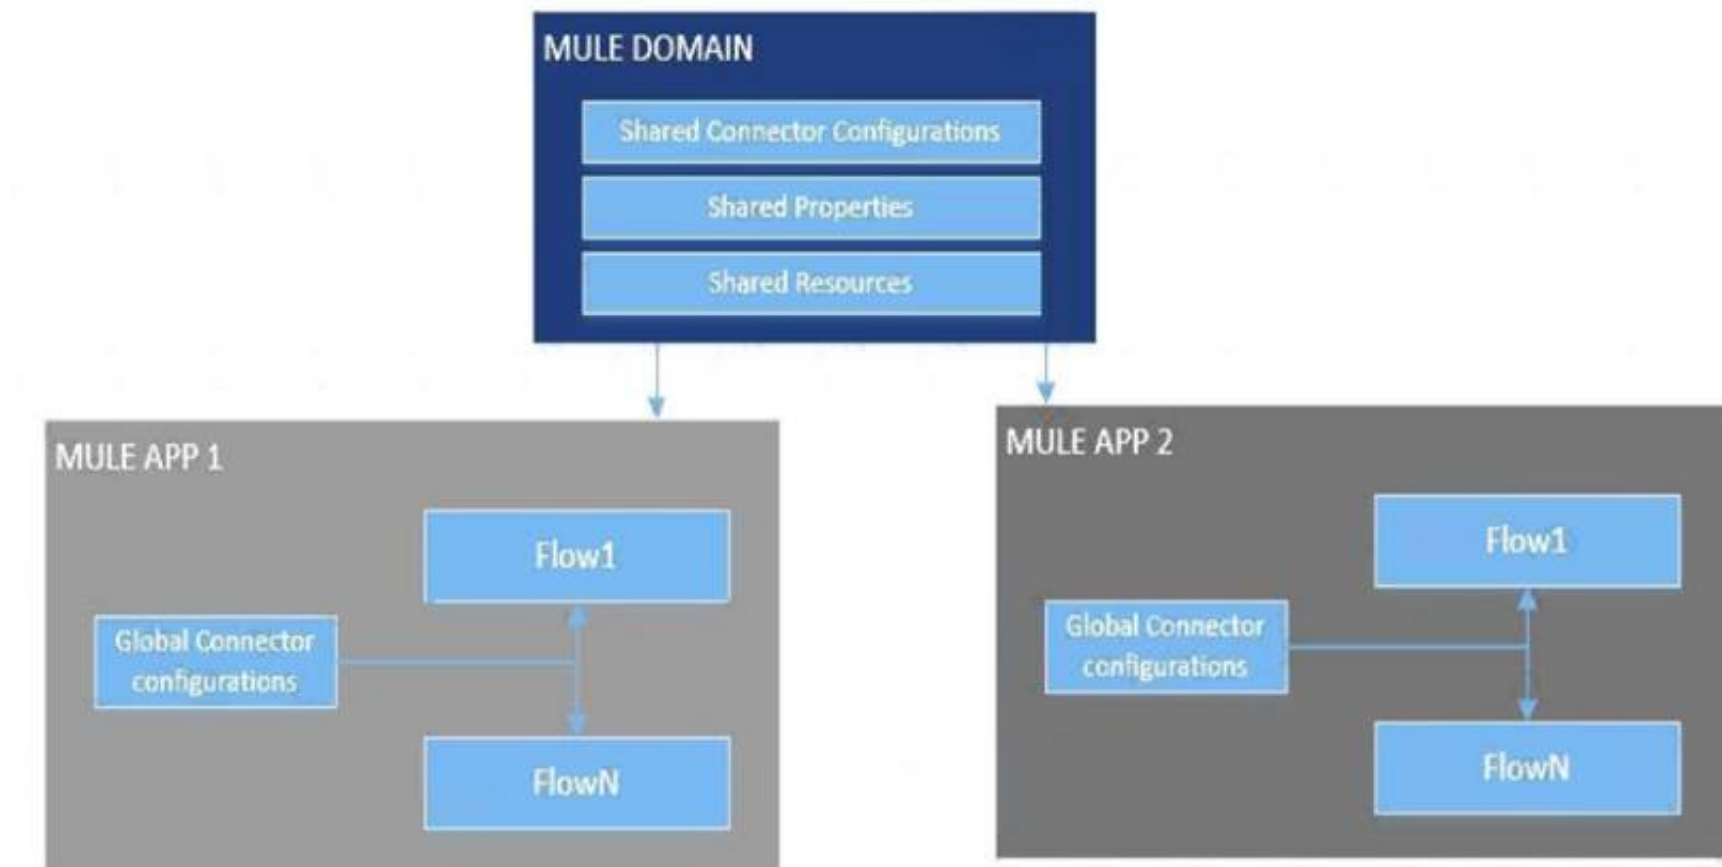 MULE DOMAIN
Shared Connector Configurations
Shared Properties
Shared Resources
MULE APP 1
Flow1
Global Connector
configurations
FlowN
MULE APP 2
Flow1
Global Connector
configurations
FlowN